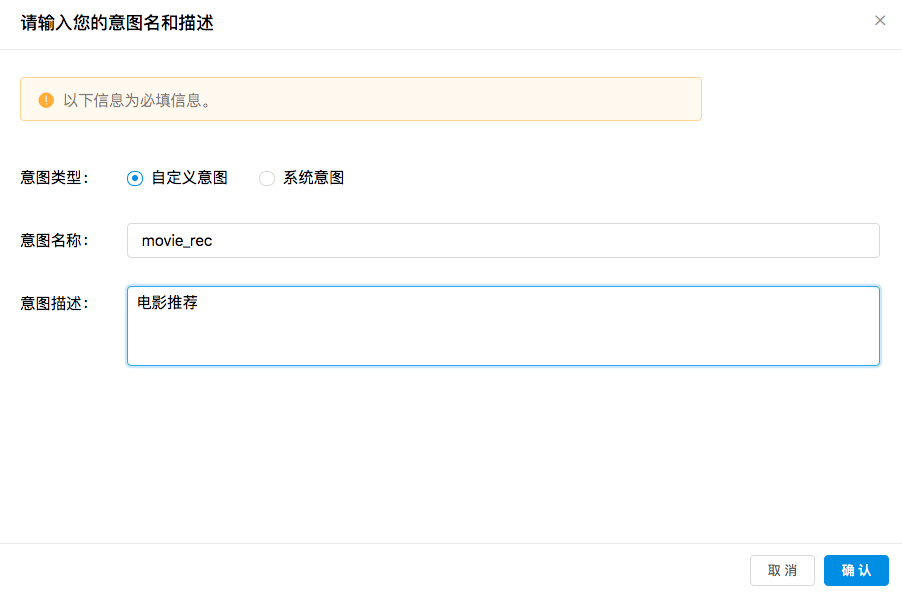 请输入您的意图名和描述
以下信息为必填信息。
意图类型： 自定义意图 系统意图
意图名称： movie_rec
意图描述： 电影推荐
取 消 确 认